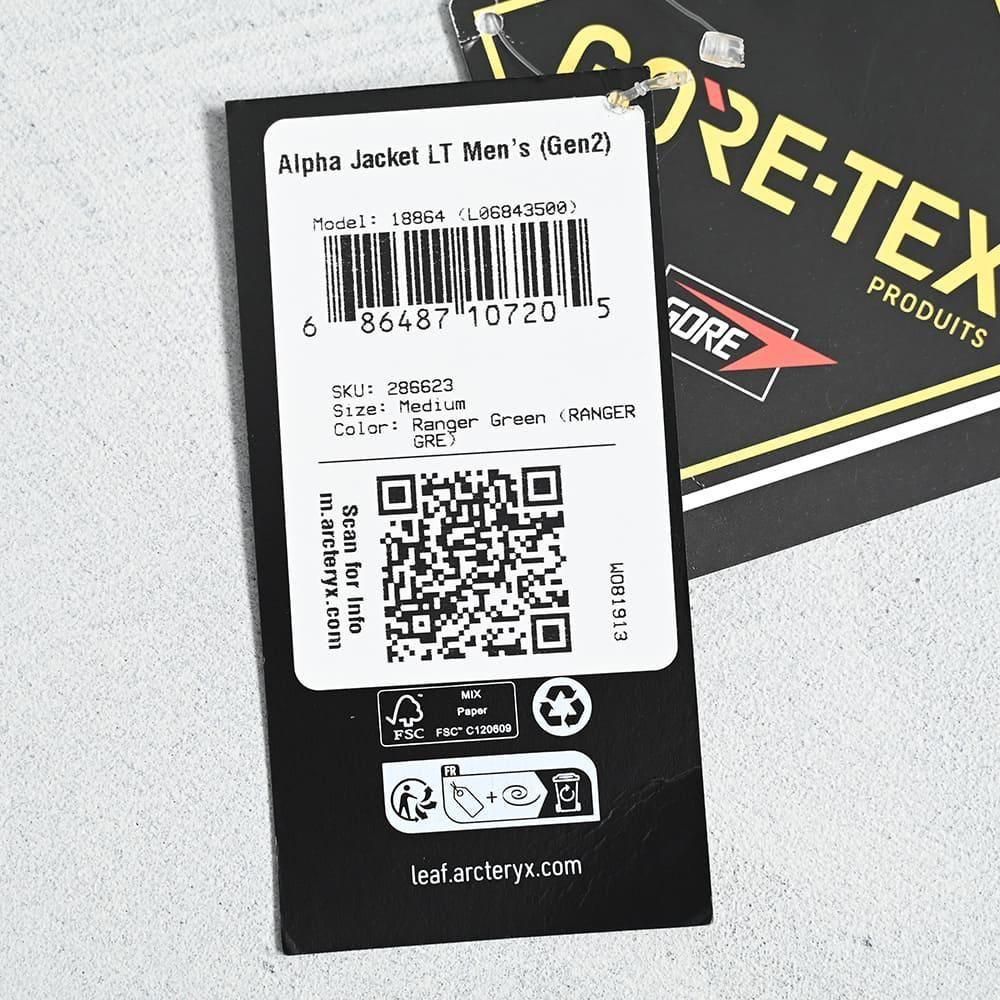 GORE-TEX
PRODUITS
GORE
Alpha Jacket LT Men's (Gen2)
Model: 18864 (L06843500)
6 86487 10720 5
SKU: 286623
Size: Medium
Color: Ranger Green (RANGER
GRE)
Scan for Info
m.arcteryx.com
W081913
FSC
MIX
Paper
FSC™ C120609
FR
leaf.arcteryx.com